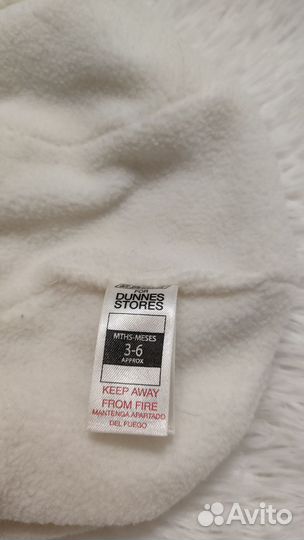 FOR
DUNNES
STORES
MTHS-MESES
3-6
APPROX
KEEP AWAY
FROM FIRE
MANTENGA APARTADO
DEL FUEGO
Avito